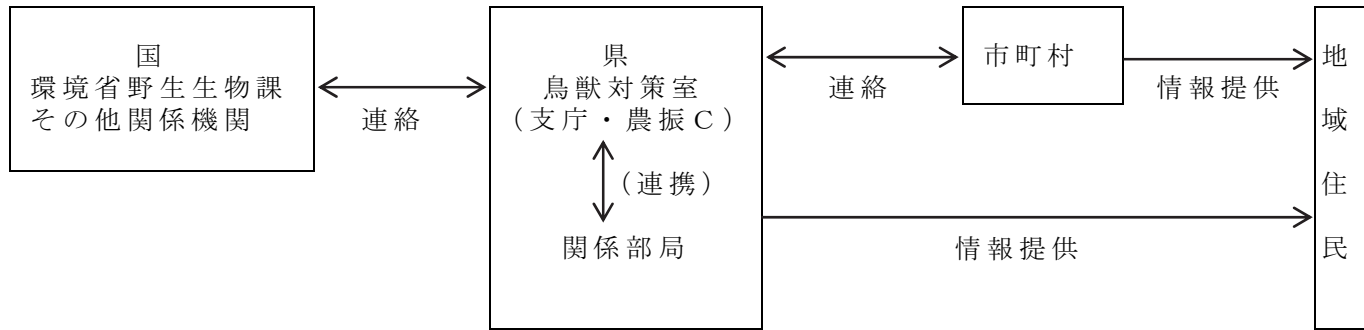 国
環境省野生生物課
その他関係機関
連絡
県
鳥獣対策室
(支庁・農振C)
(連携)
関係部局
連絡
市町村
情報提供
情報提供
地域住民